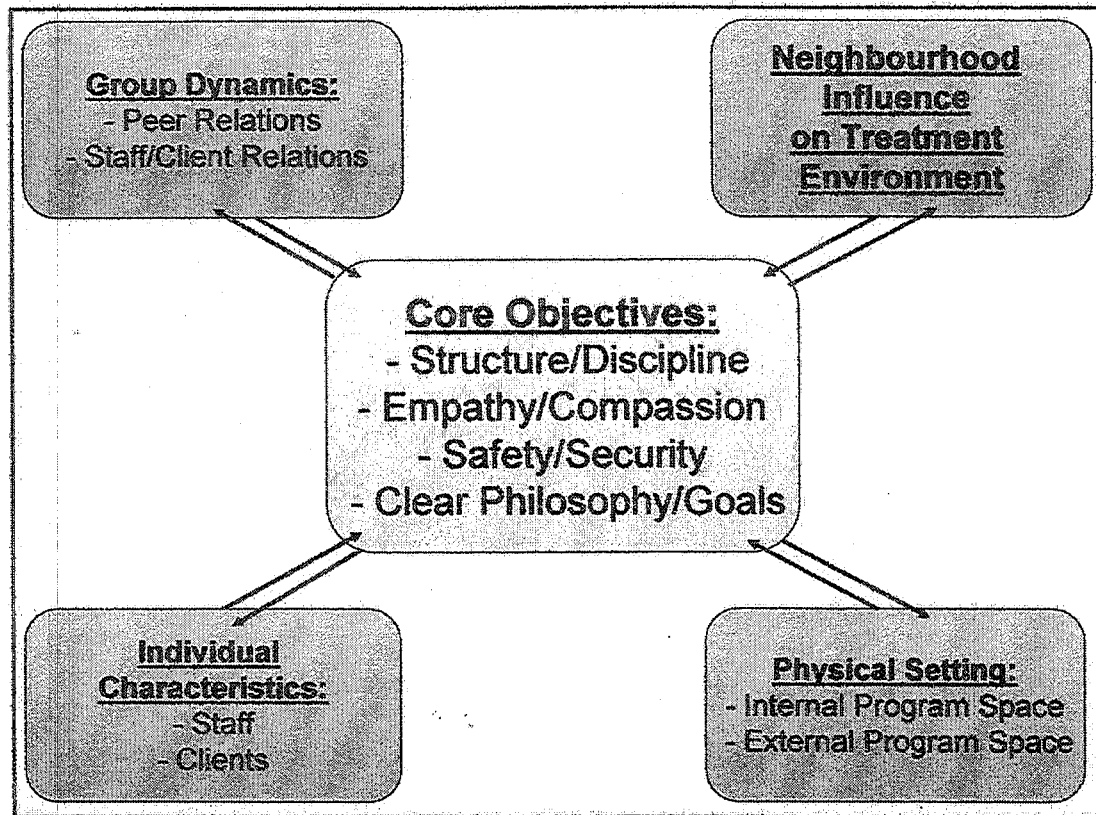 Group Dynamics:
- Peer Relations
- Staff/Client Relations
Neighbourhood
Influence
on Treatment
Environment
Core Objectives:
- Structure/Discipline
- Empathy/Compassion
- Safety/Security
- Clear Philosophy/Goals
Individual
Characteristics:
- Staff
- Clients
Physical Setting:
- Internal Program Space
- External Program Space